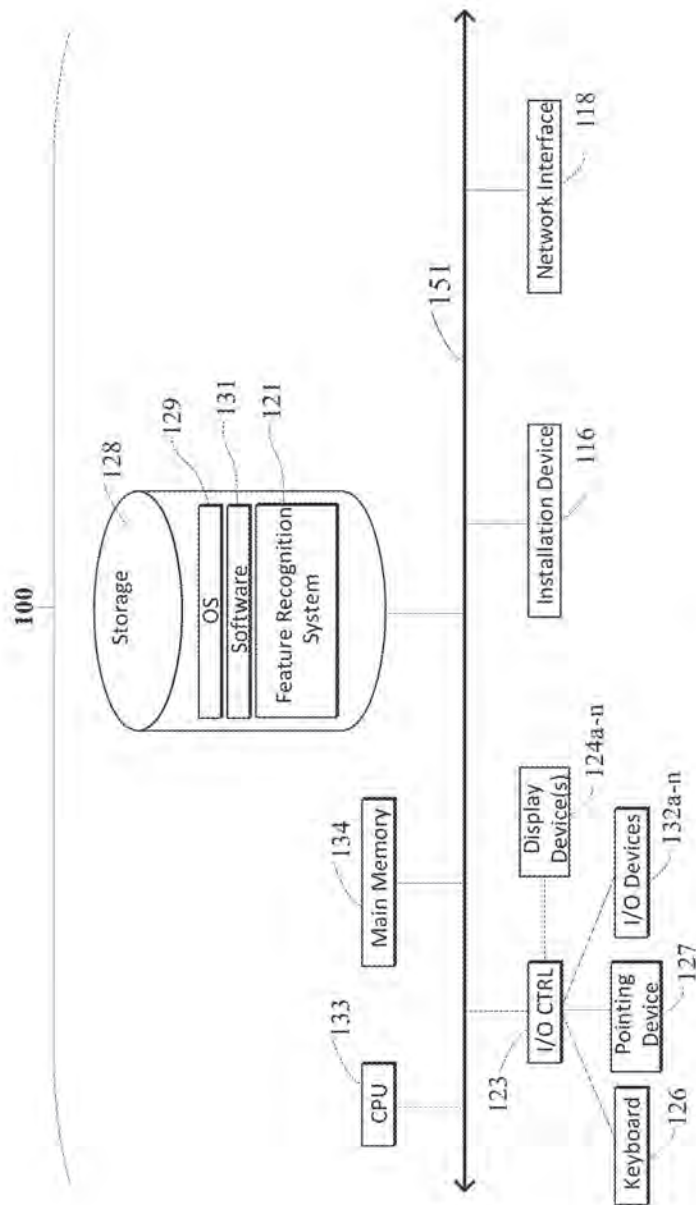 100
Storage
128
OS
129
Software
131
Feature Recognition
System
121
CPU
133
Main Memory
134
151
I/O CTRL
123
Display
Device(s)
124a-n
Keyboard
126
Pointing
Device
127
I/O Devices
132a-n
Installation Device
116
Network Interface
118